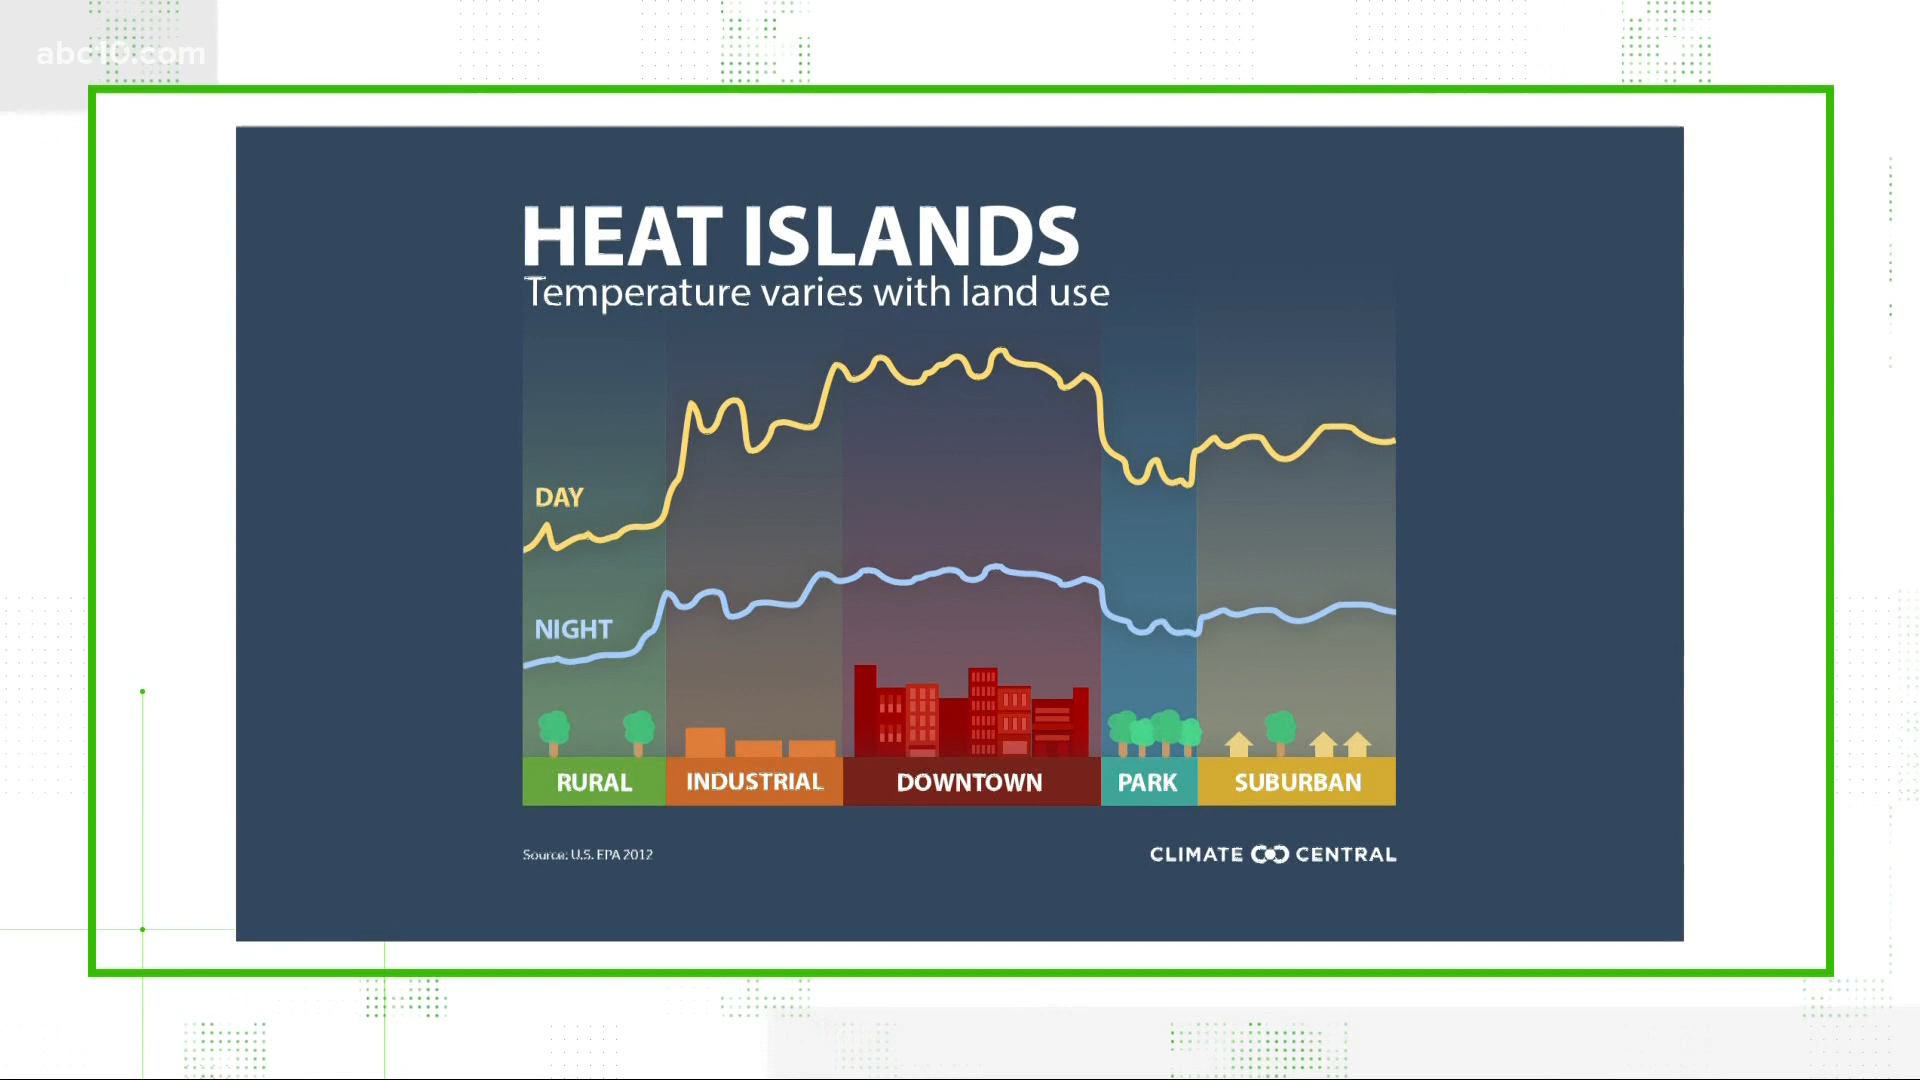 abc10.com
HEAT ISLANDS
Temperature varies with land use
DAY
NIGHT
RURAL
INDUSTRIAL
DOWNTOWN
PARK
SUBURBAN
Source: U.S. EPA 2012
CLIMATE CENTRAL